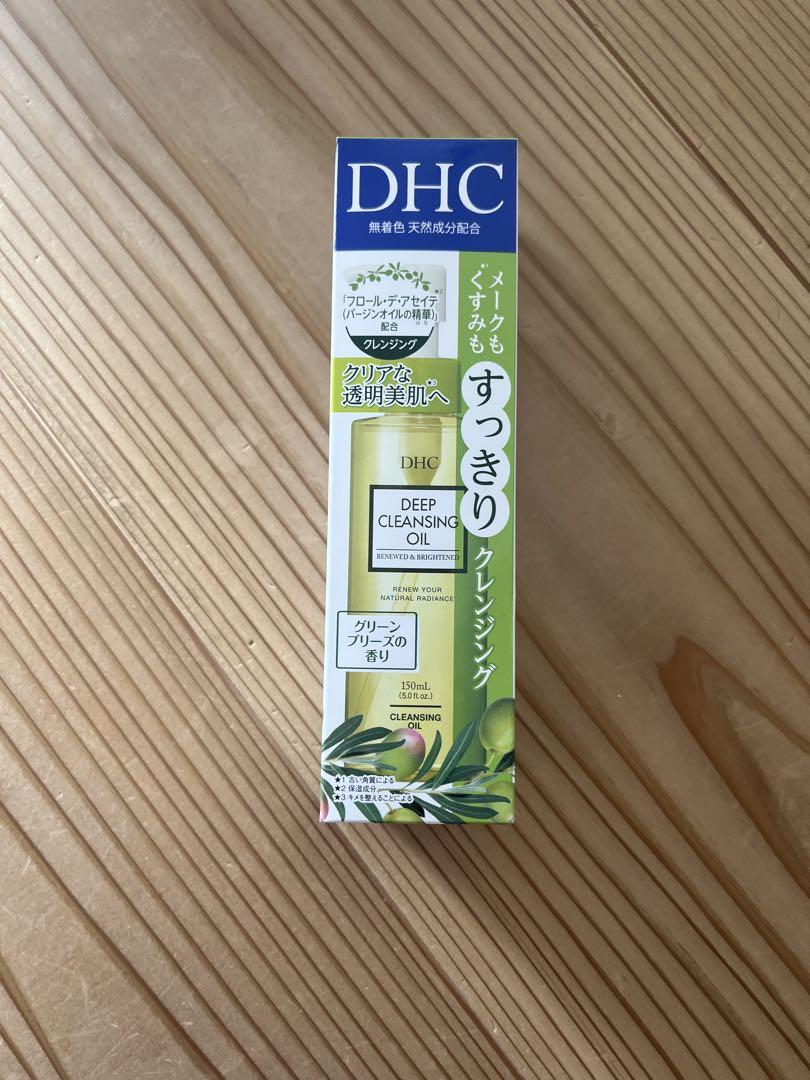 DHC
無着色 天然成分配合
★2
「フロール・デ・アセイテ
(バージンオイルの精華)」
はな
配合
クレンジング
クリアな
透明美肌へ★3
★1
メークも
くすみも
すっきり
クレンジング
DHC
DEEP
CLEANSING
OIL
RENEWED & BRIGHTENED
RENEW YOUR
NATURAL RADIANCE
グリーン
ブリーズの
香り
150mL
(5.0 fl. oz.)
CLEANSING
OIL
★1 古い角質による
★2 保湿成分
★3 キメを整えることによる